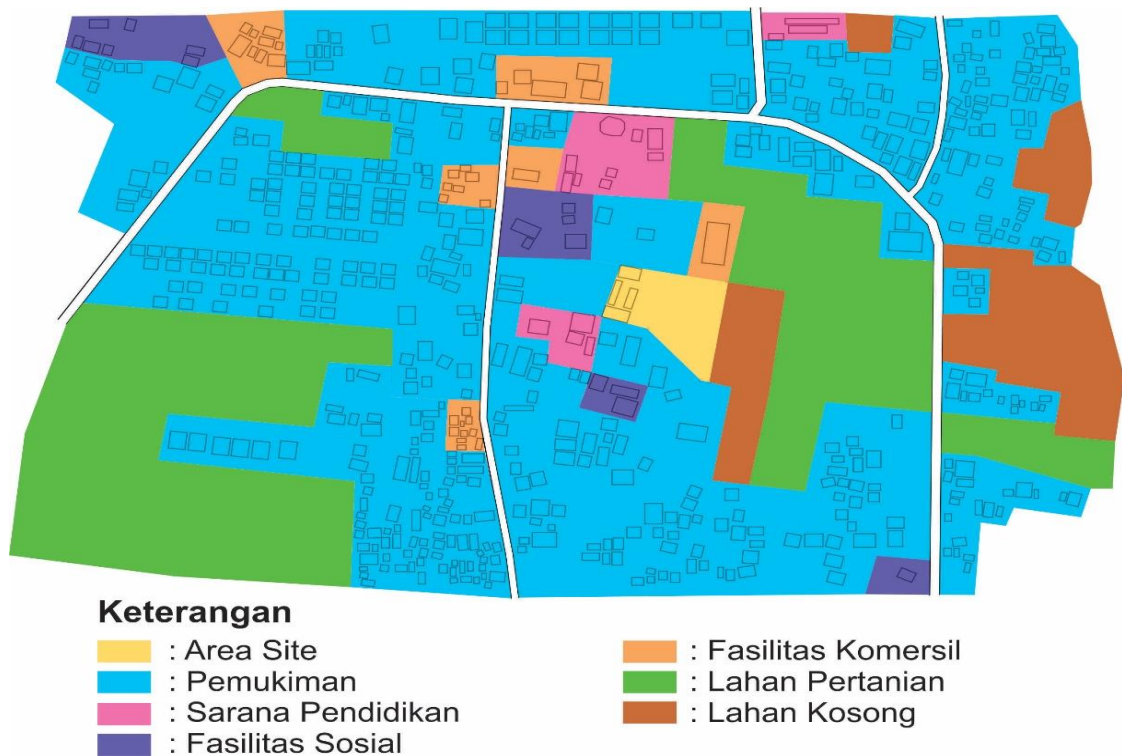 Keterangan
: Area Site
: Pemukiman
: Sarana Pendidikan
: Fasilitas Sosial
: Fasilitas Komersil
: Lahan Pertanian
: Lahan Kosong